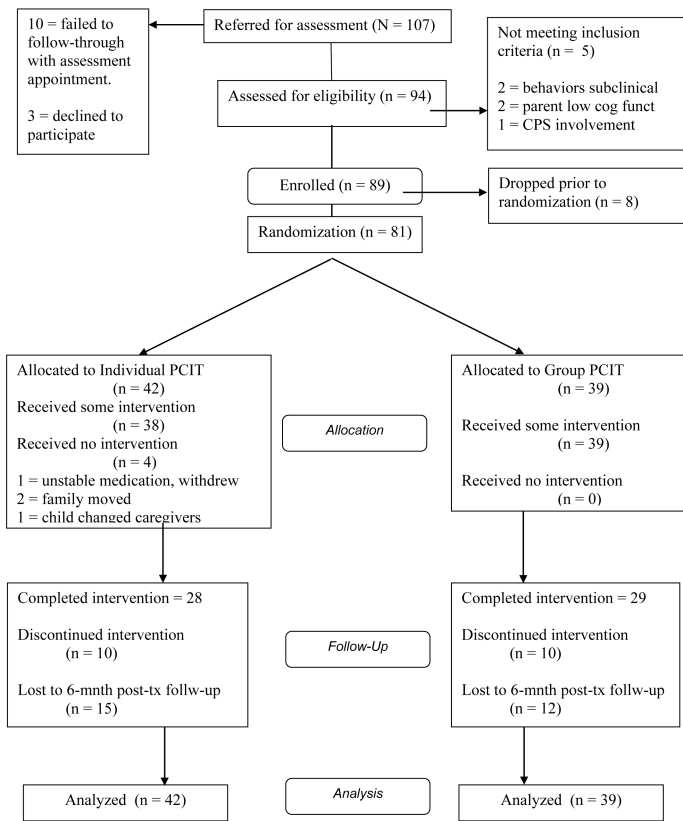 10 = failed to
follow-through
with assessment
appointment.
3 = declined to
participate
Referred for assessment (N = 107)
Not meeting inclusion
criteria (n =  5)
2 = behaviors subclinical
2 = parent low cog funct
1 = CPS involvement
Assessed for eligibility (n = 94)
Enrolled (n = 89)
Dropped prior to
randomization (n = 8)
Randomization (n = 81)
Allocated to Individual PCIT
(n = 42)
Received some intervention
(n = 38)
Received no intervention
(n = 4)
1 = unstable medication, withdrew
2 = family moved
1 = child changed caregivers
Allocation
Allocated to Group PCIT
(n = 39)
Received some intervention
(n = 39)
Received no intervention
(n = 0)
Completed intervention = 28
Discontinued intervention
(n = 10)
Lost to 6-mnth post-tx follw-up
(n = 15)
Follow-Up
Completed intervention = 29
Discontinued intervention
(n = 10)
Lost to 6-mnth post-tx follw-up
(n = 12)
Analyzed  (n = 42)
Analysis
Analyzed  (n = 39)